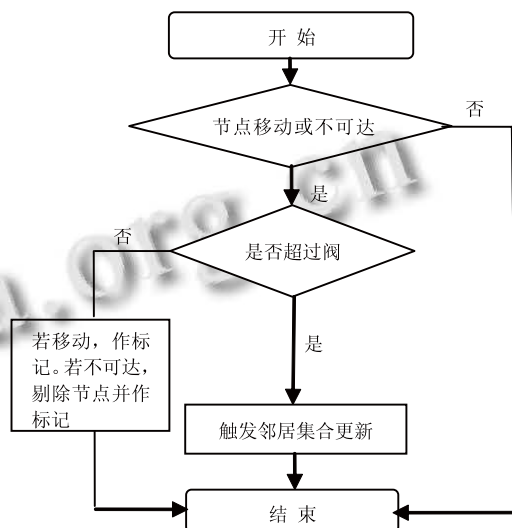 开 始
节点移动或不可达
否
是
是否超过阀
否
若移动，作标
记。若不可达，
剔除节点并作
标记
是
触发邻居集合更新
结 束
.org.cn